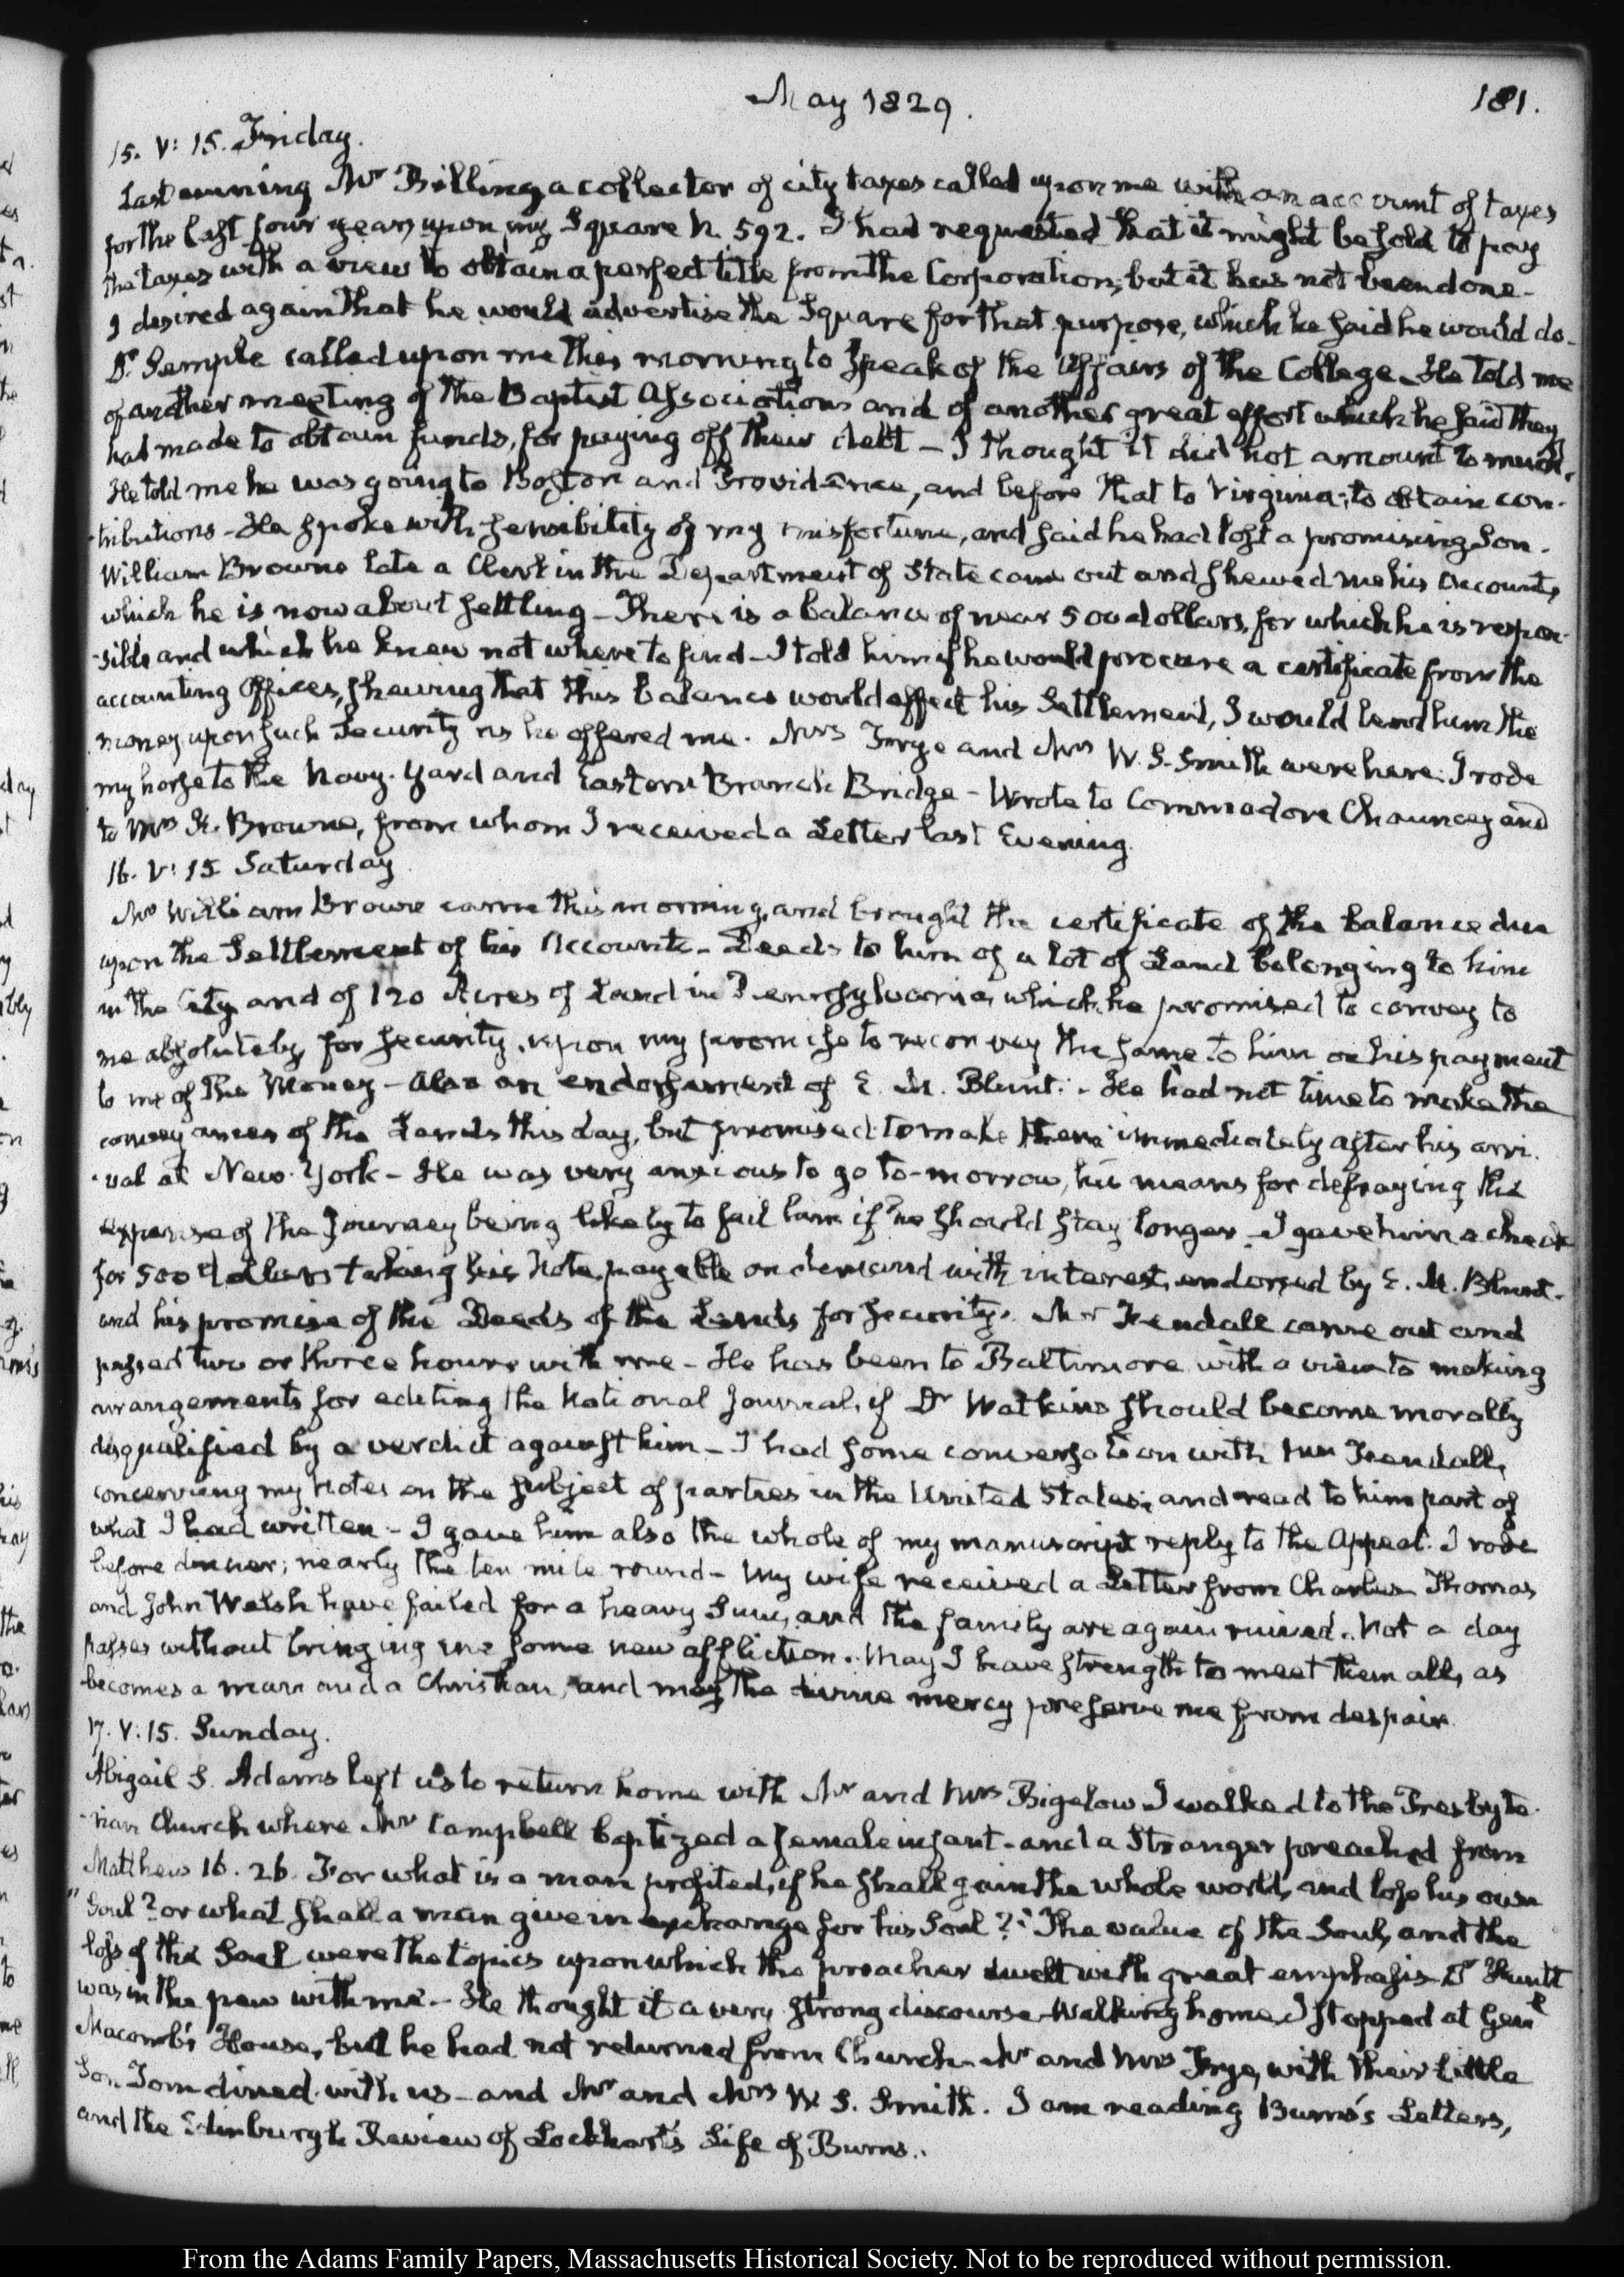 May 1829.
181.
15. V: 15. Friday.
Last evening Mr Billing a collector of city taxes called upon me with an account of taxes
for the last four years upon my Square N. 592. I had requested that it might be sold to pay
the taxes with a view to obtain a perfect title from the Corporation; but it has not been done.
I desired again that he would advertise the Square for that purpose, which he said he would do.
Dr Semple called upon me this morning to speak of the affairs of the College. He told me
of another meeting of the Baptist Associations and of another great effort which he said they
had made to obtain funds, for paying off their debt - I thought it did not amount to much.
He told me he was going to Boston and Providence, and before that to Virginia; to obtain con-
tributions - He spoke with sensibility of my misfortune, and said he had lost a promising Son.
William Browne late a Clerk in the Department of State came out and shewed me his accounts,
which he is now about settling - There is a balance of near 500 dollars, for which he is respon-
sible and which he knew not where to find - I told him if he would procure a certificate from the
accounting Officers, shewing that this balance would effect his Settlement, I would lend him the
money upon such Security as he offered me. Mrs Frye and Mrs W. S. Smith were here. I rode
my horse to the Navy-Yard and Eastern Branch Bridge - Wrote to Commodore Chauncey and
to Mrs H. Browne, from whom I received a Letter last Evening.
16. V: 15 Saturday
Mr William Browne came this morning, and brought the certificate of the balance due
upon the Settlement of his Accounts - Deeds to him of a lot of Land belonging to him
in the City and of 120 Acres of Land in Pennsylvania, which he promised to convey to
me absolutely, for security, upon my promise to reconvey the same to him on his payment
to me of the Money - also an endorsement of E. M. Blunt. - He had not time to make the
conveyances of the Lands this day, but promised to make them immediately after his arri-
val at New-York - He was very anxious to go to-morrow, his means for defraying the
expense of the Journey being likely to fail him if he should stay longer - I gave him a check
for 500 dollars taking his Note, payable on demand with interest, endorsed by E. M. Blunt -
and his promise of the Deeds of the Lands for security. Mr Kendall came out and
passed two or three hours with me - He has been to Baltimore with a view to making
arrangements for editing the National Journal, if Dr Watkins should become morally
disqualified by a verdict against him - I had some conversation with Mr Kendall,
concerning my notes on the subject of parties in the United States; and read to him part of
what I had written - I gave him also the whole of my manuscript reply to the Appeal. I rode
before dinner; nearly the ten mile round - My wife received a Letter from Charles. Thomas
and John Welsh have failed for a heavy Sum, and the family are again ruined. Not a day
passes without bringing me some new affliction. May I have strength to meet them all, as
becomes a man and a Christian, and may the divine mercy preserve me from despair.
17. V: 15. Sunday.
Abigail S. Adams left us to return home with Mr and Mrs Bigelow I walked to the Presbyte-
rian Church where Mr Campbell baptized a female infant - and a Stranger preached from
Matthew 16. 26. For what is a man profited, if he shall gain the whole world, and lose his own
"Soul? or what shall a man give in exchange for his Soul?" The value of the Soul, and the
loss of the Soul were the topics upon which the preacher dwelt with great emphasis. Dr Huntt
was in the pew with me. - He thought it a very strong discourse - Walking home, I stopped at Genl
Macomb's House, but he had not returned from Church. Mr and Mrs Frye, with their little
Son Tom dined with us - and Mr and Mrs W. S. Smith. I am reading Burns's Letters,
and the Edinburgh Review of Lockhart's Life of Burns.
From the Adams Family Papers, Massachusetts Historical Society. Not to be reproduced without permission.